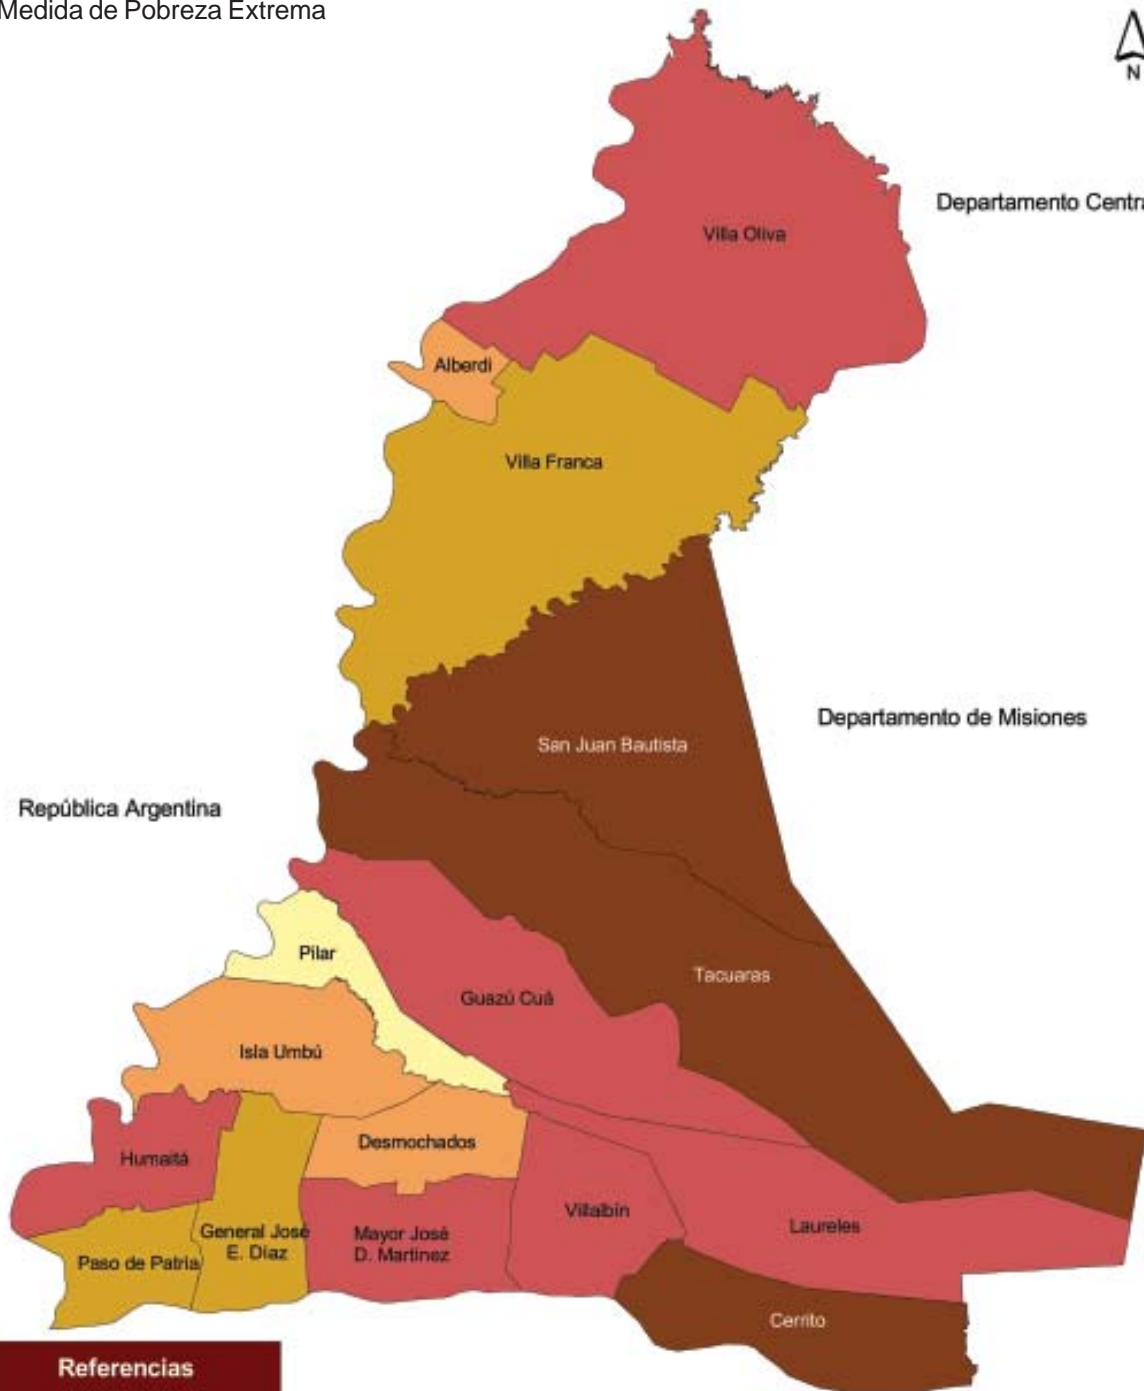 Medida de Pobreza Extrema
N
Departamento Centra
Villa Oliva
Alberdi
Villa Franca
Departamento de Misiones
San Juan Bautista
República Argentina
Pilar
Tacuaras
Guazú Cuá
Isla Umbú
Desmochados
Humaitá
Villalbín
Laureles
General José
E. Díaz
Mayor José
D. Martinez
Paso de Patria
Cerrito
Referencias